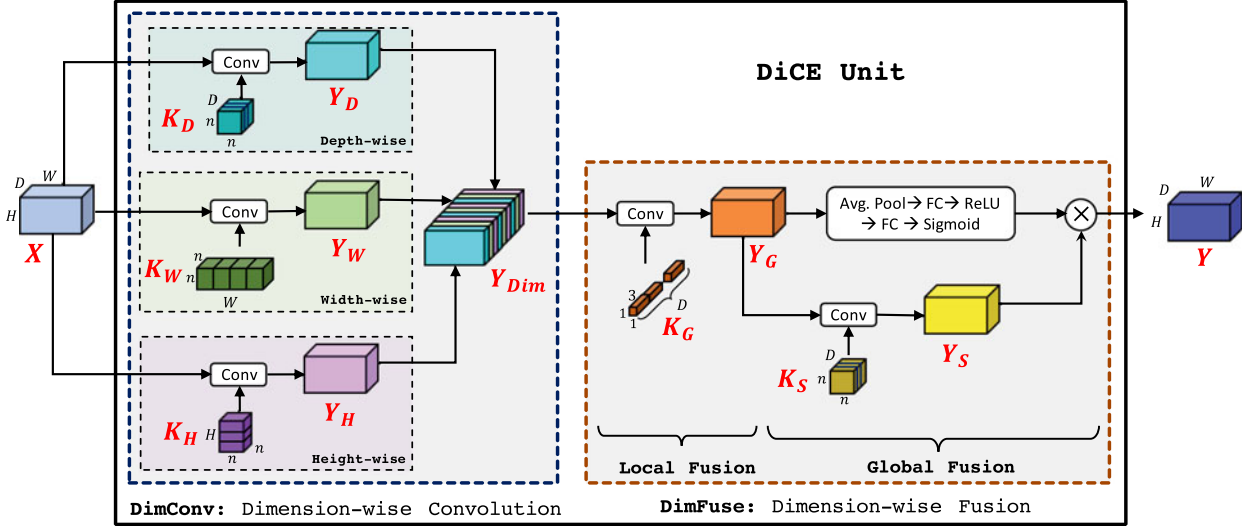 DiCE Unit
D
W
H
X
Conv
Y_D
K_D
D
n
n
Depth-wise
Conv
Y_W
K_W
n
n
W
Width-wise
Conv
Y_H
K_H
H
n
n
Height-wise
Y_Dim
DimConv: Dimension-wise Convolution
Conv
Y_G
3
1
1
D
K_G
Avg. Pool→ FC→ ReLU
→ FC → Sigmoid
×
Conv
Y_S
K_S
D
n
n
Local Fusion
Global Fusion
DimFuse: Dimension-wise Fusion
D
W
H
Y